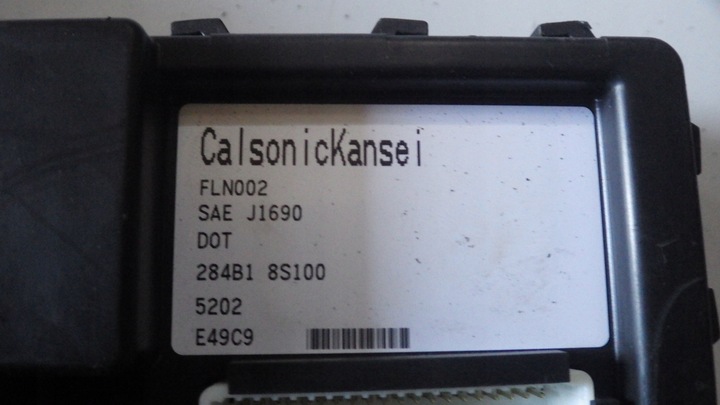 CalsonicKansei
FLN002
SAE J1690
DOT
284B1 8S100
5202
E49C9